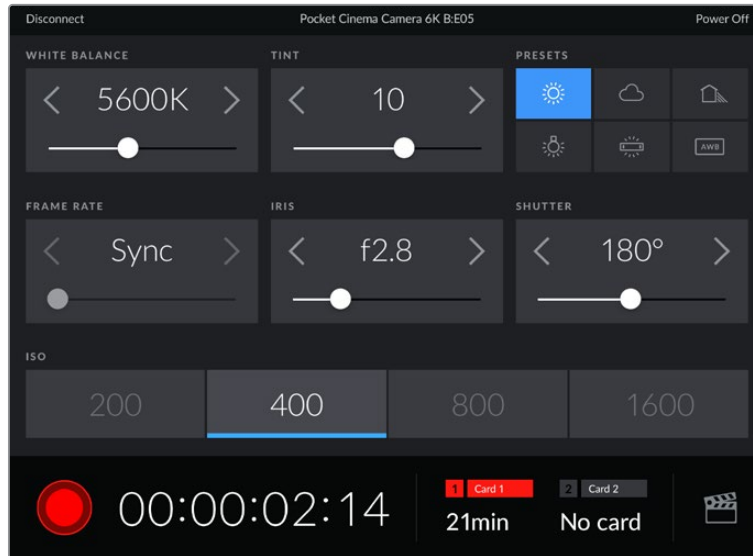 Disconnect Pocket Cinema Camera 6K B:E05 Power Off
WHITE BALANCE TINT PRESETS
5600K 10
AWB
FRAME RATE IRIS SHUTTER
Sync f2.8 180°
ISO
200 400 800 1600
1 Card 1 2 Card 2
00:00:02:14 21min No card